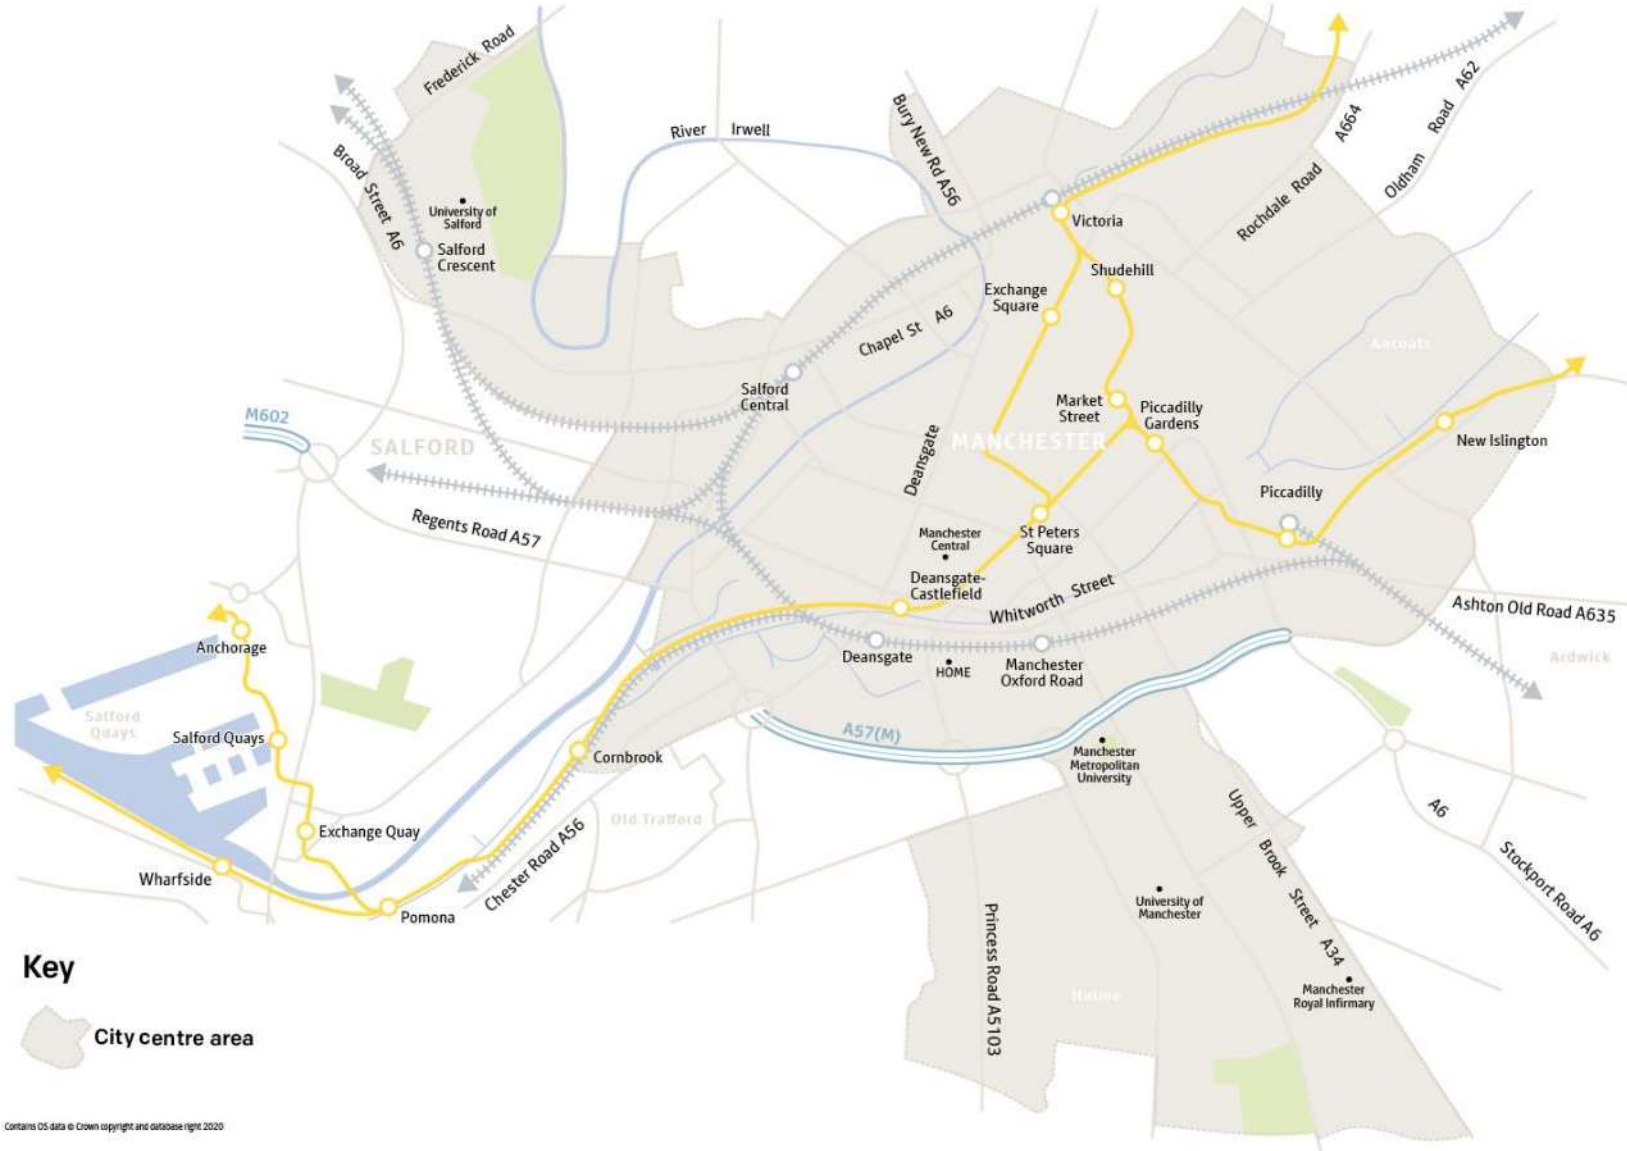 Frederick Road
Broad Street A6
University of
Salford
Salford
Crescent
River Irwell
Bury New Rd A56
A664
Oldham Road A62
Rochdale Road
Victoria
Shudehill
Exchange
Square
Chapel St A6
Ancoats
Salford
Central
Market
Street
Piccadilly
Gardens
M602
SALFORD
Deansgate
MANCHESTER
New Islington
Piccadilly
Regents Road A57
Manchester
Central
St Peters
Square
Deansgate-
Castlefield
Whitworth Street
Ashton Old Road A635
Anchorage
Deansgate
HOME
Manchester
Oxford Road
Ardwick
Salford
Quays
Salford Quays
A57(M)
Cornbrook
Manchester
Metropolitan
University
Exchange Quay
Old Trafford
Upper Brook Street A34
A6
Stockport Road A6
Wharfside
Chester Road A56
Pomona
University of
Manchester
Princess Road A5103
Hulme
Manchester
Royal Infirmary
Key
City centre area
Contains OS data © Crown copyright and database right 2020